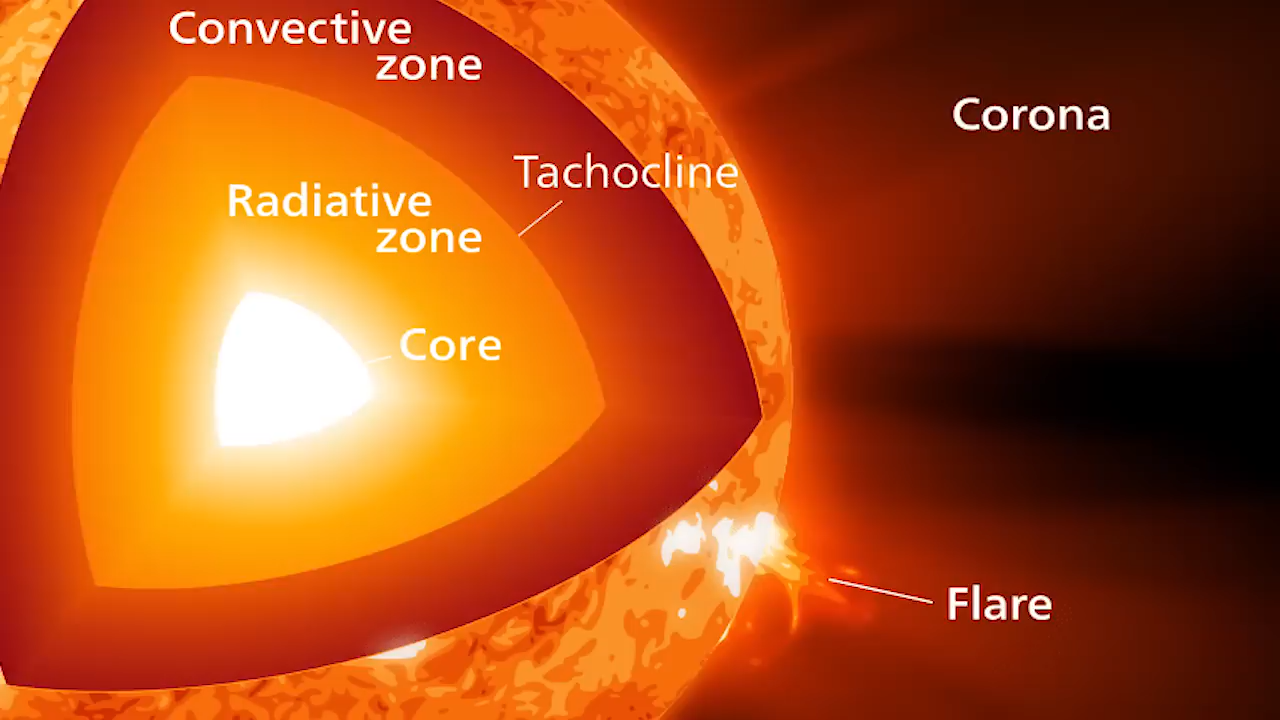 Convective
zone
Corona
Tachocline
Radiative
zone
Core
Flare